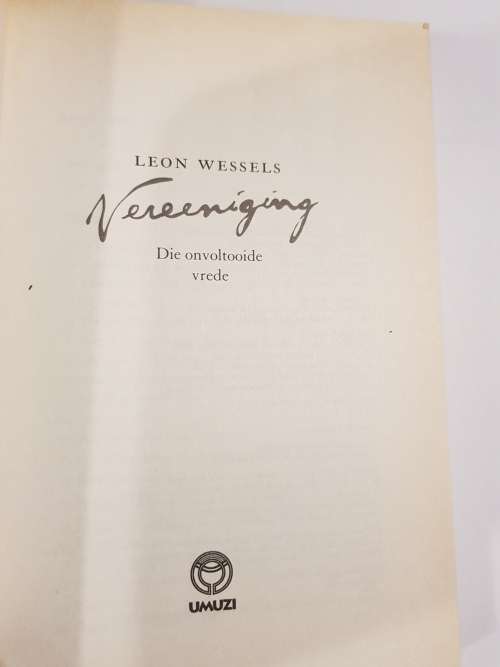 LEON WESSELS
Vereeniging
Die onvoltooide
vrede
UMUZI